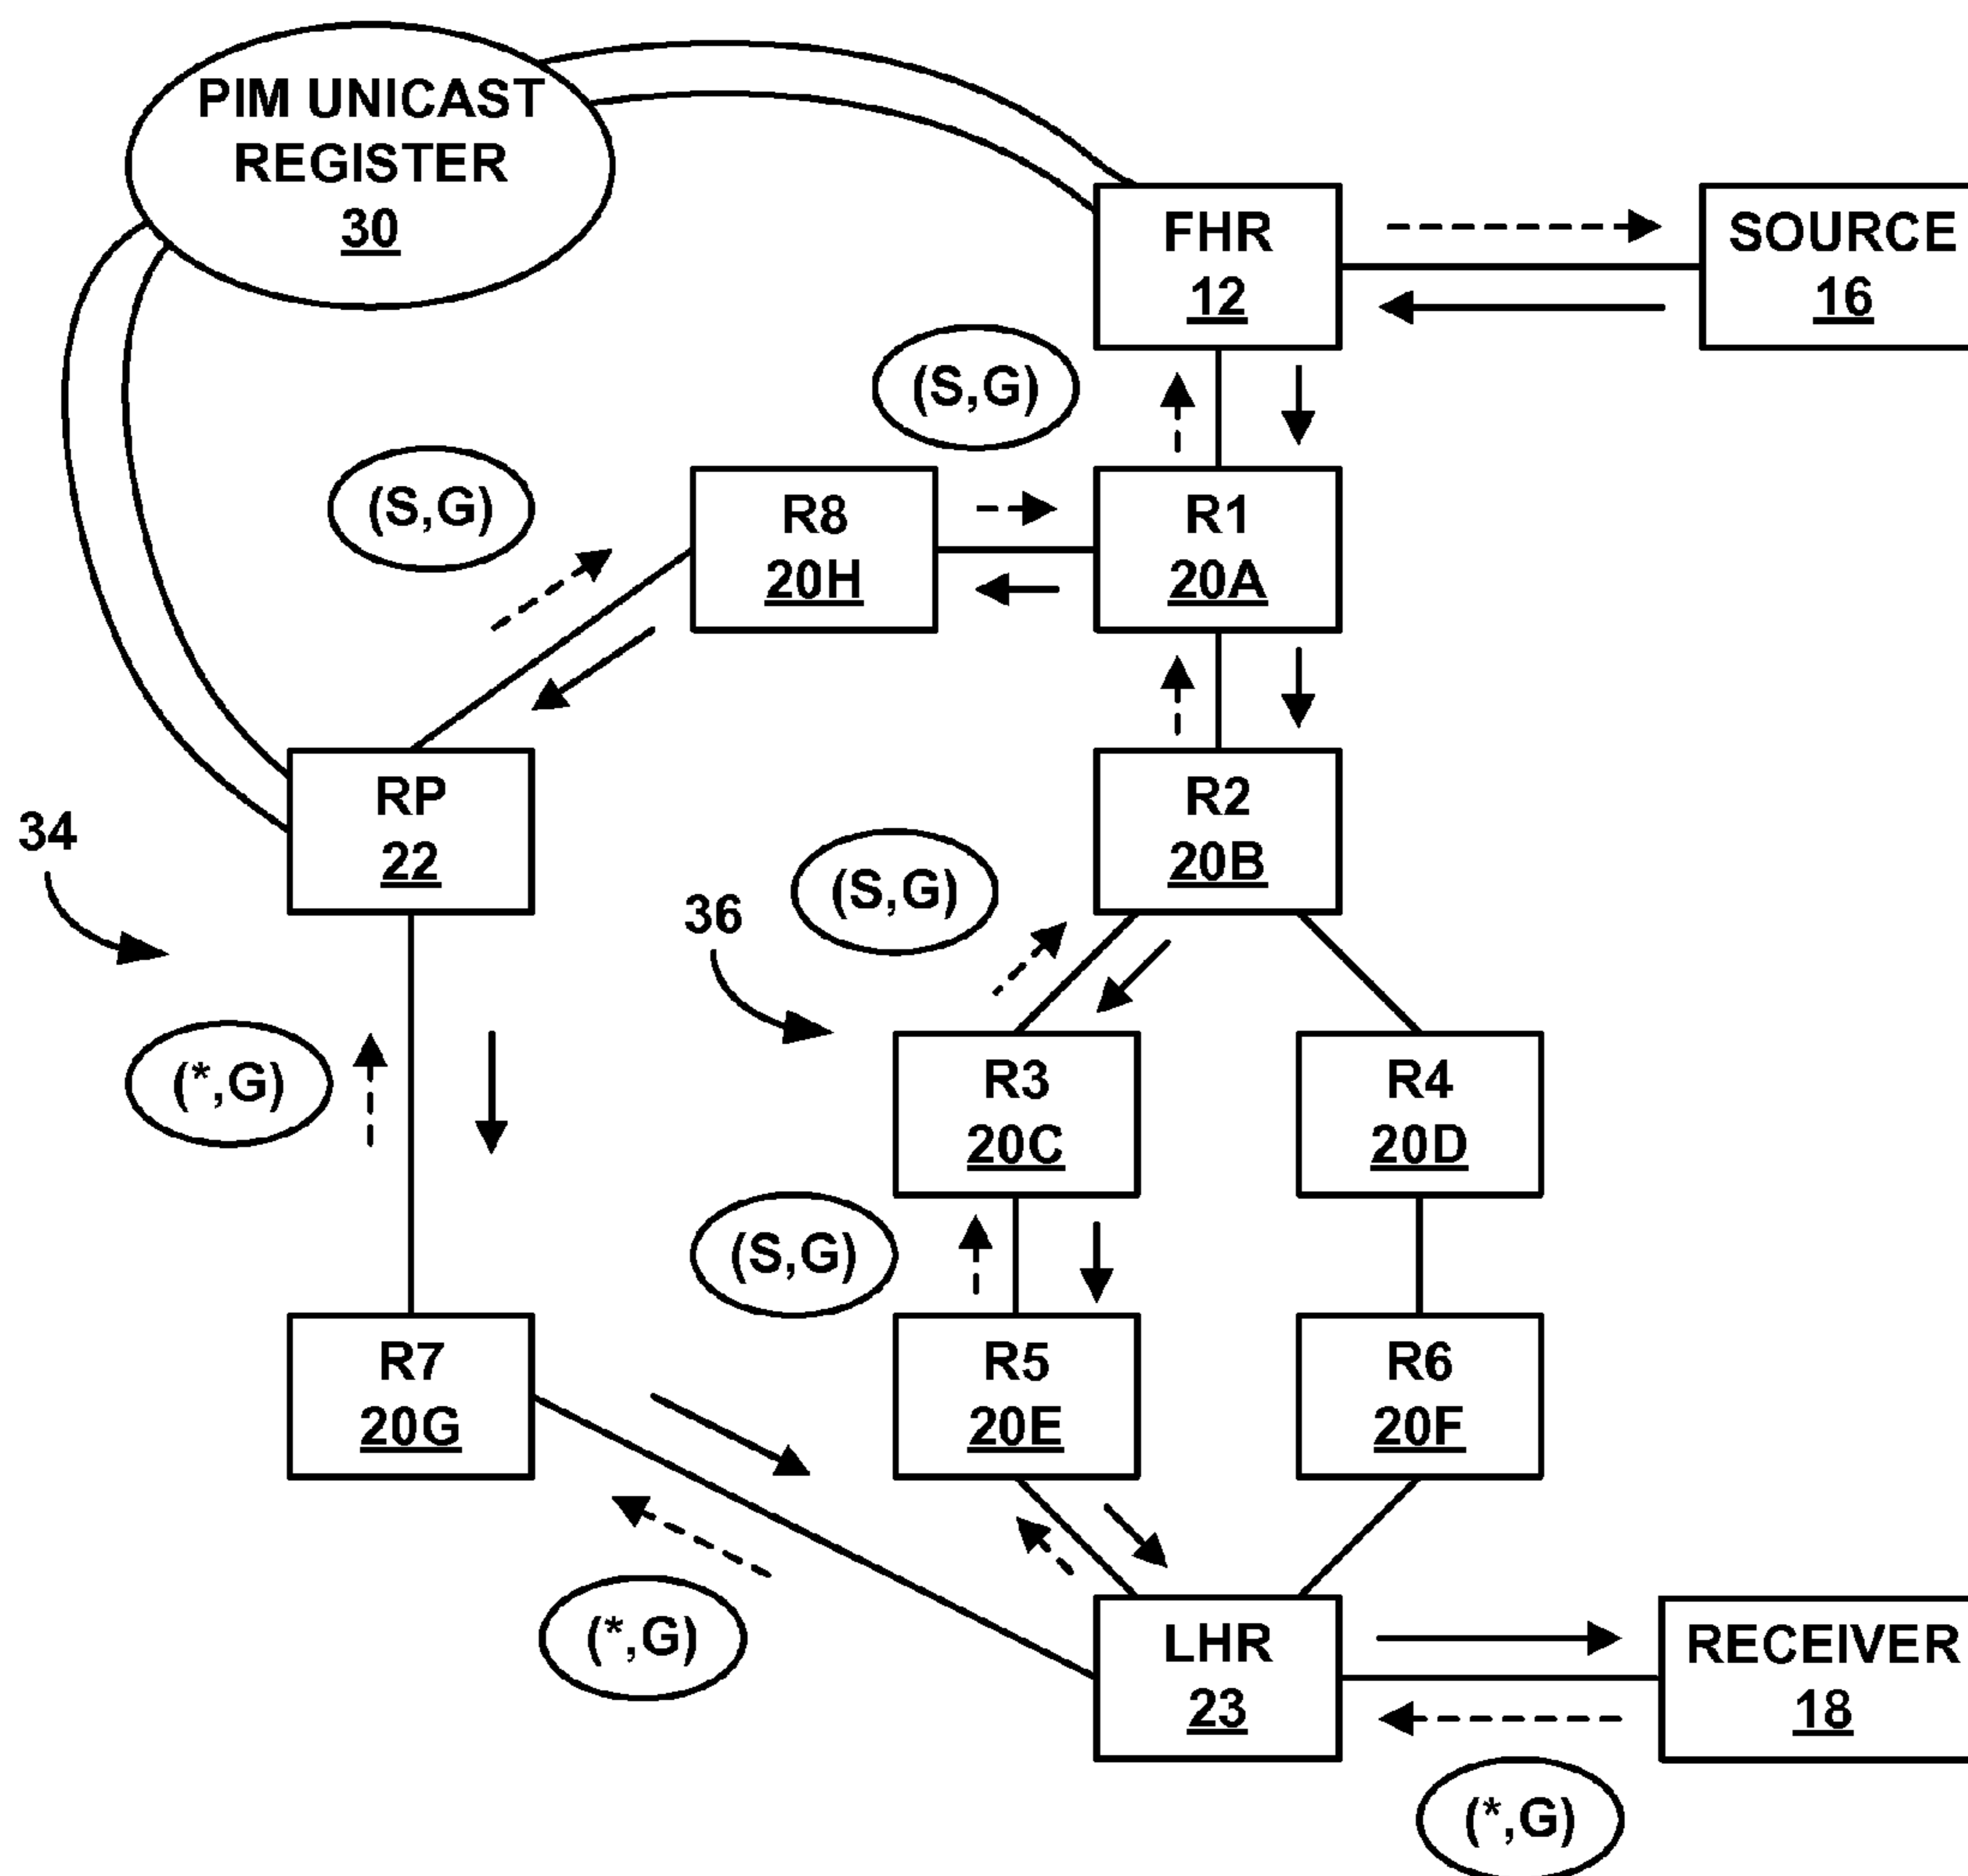 PIM UNICAST
REGISTER
30
FHR
12
SOURCE
16
(S,G)
(S,G)
R8
20H
R1
20A
RP
22
R2
20B
34
(S,G)
36
(*,G)
R3
20C
R4
20D
(S,G)
R7
20G
R5
20E
R6
20F
(*,G)
LHR
23
RECEIVER
18
(*,G)